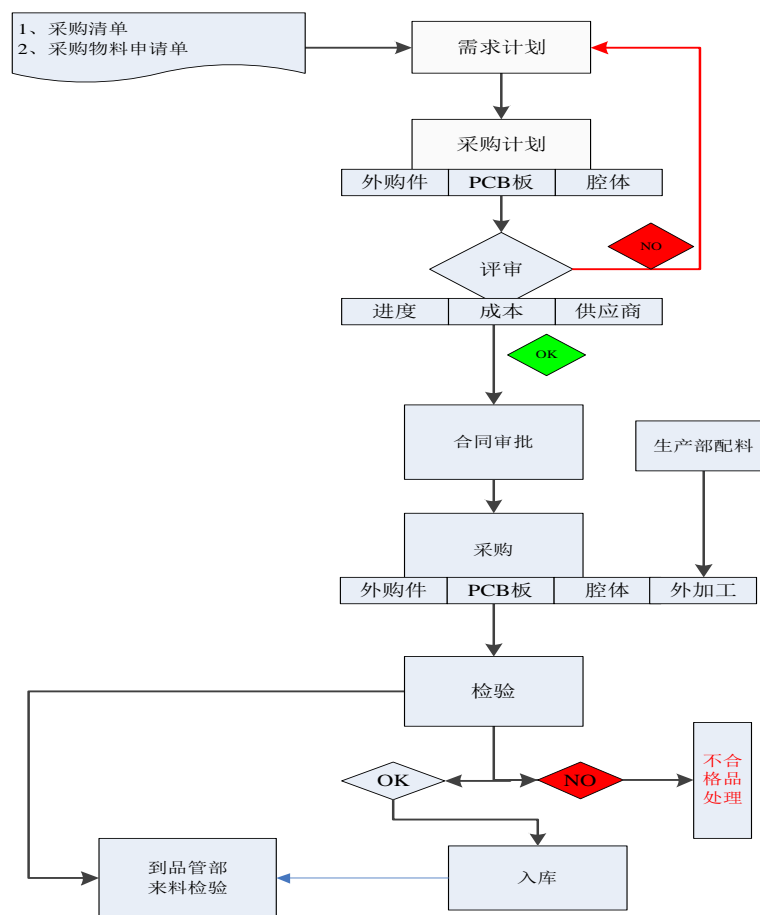 1、采购清单
2、采购物料申请单
需求计划
采购计划
外购件 PCB板 腔体
评审
NO
进度 成本 供应商
OK
合同审批
生产部配料
采购
外购件 PCB板 腔体 外加工
检验
OK
NO
不合
格品
处理
到品管部
来料检验
入库